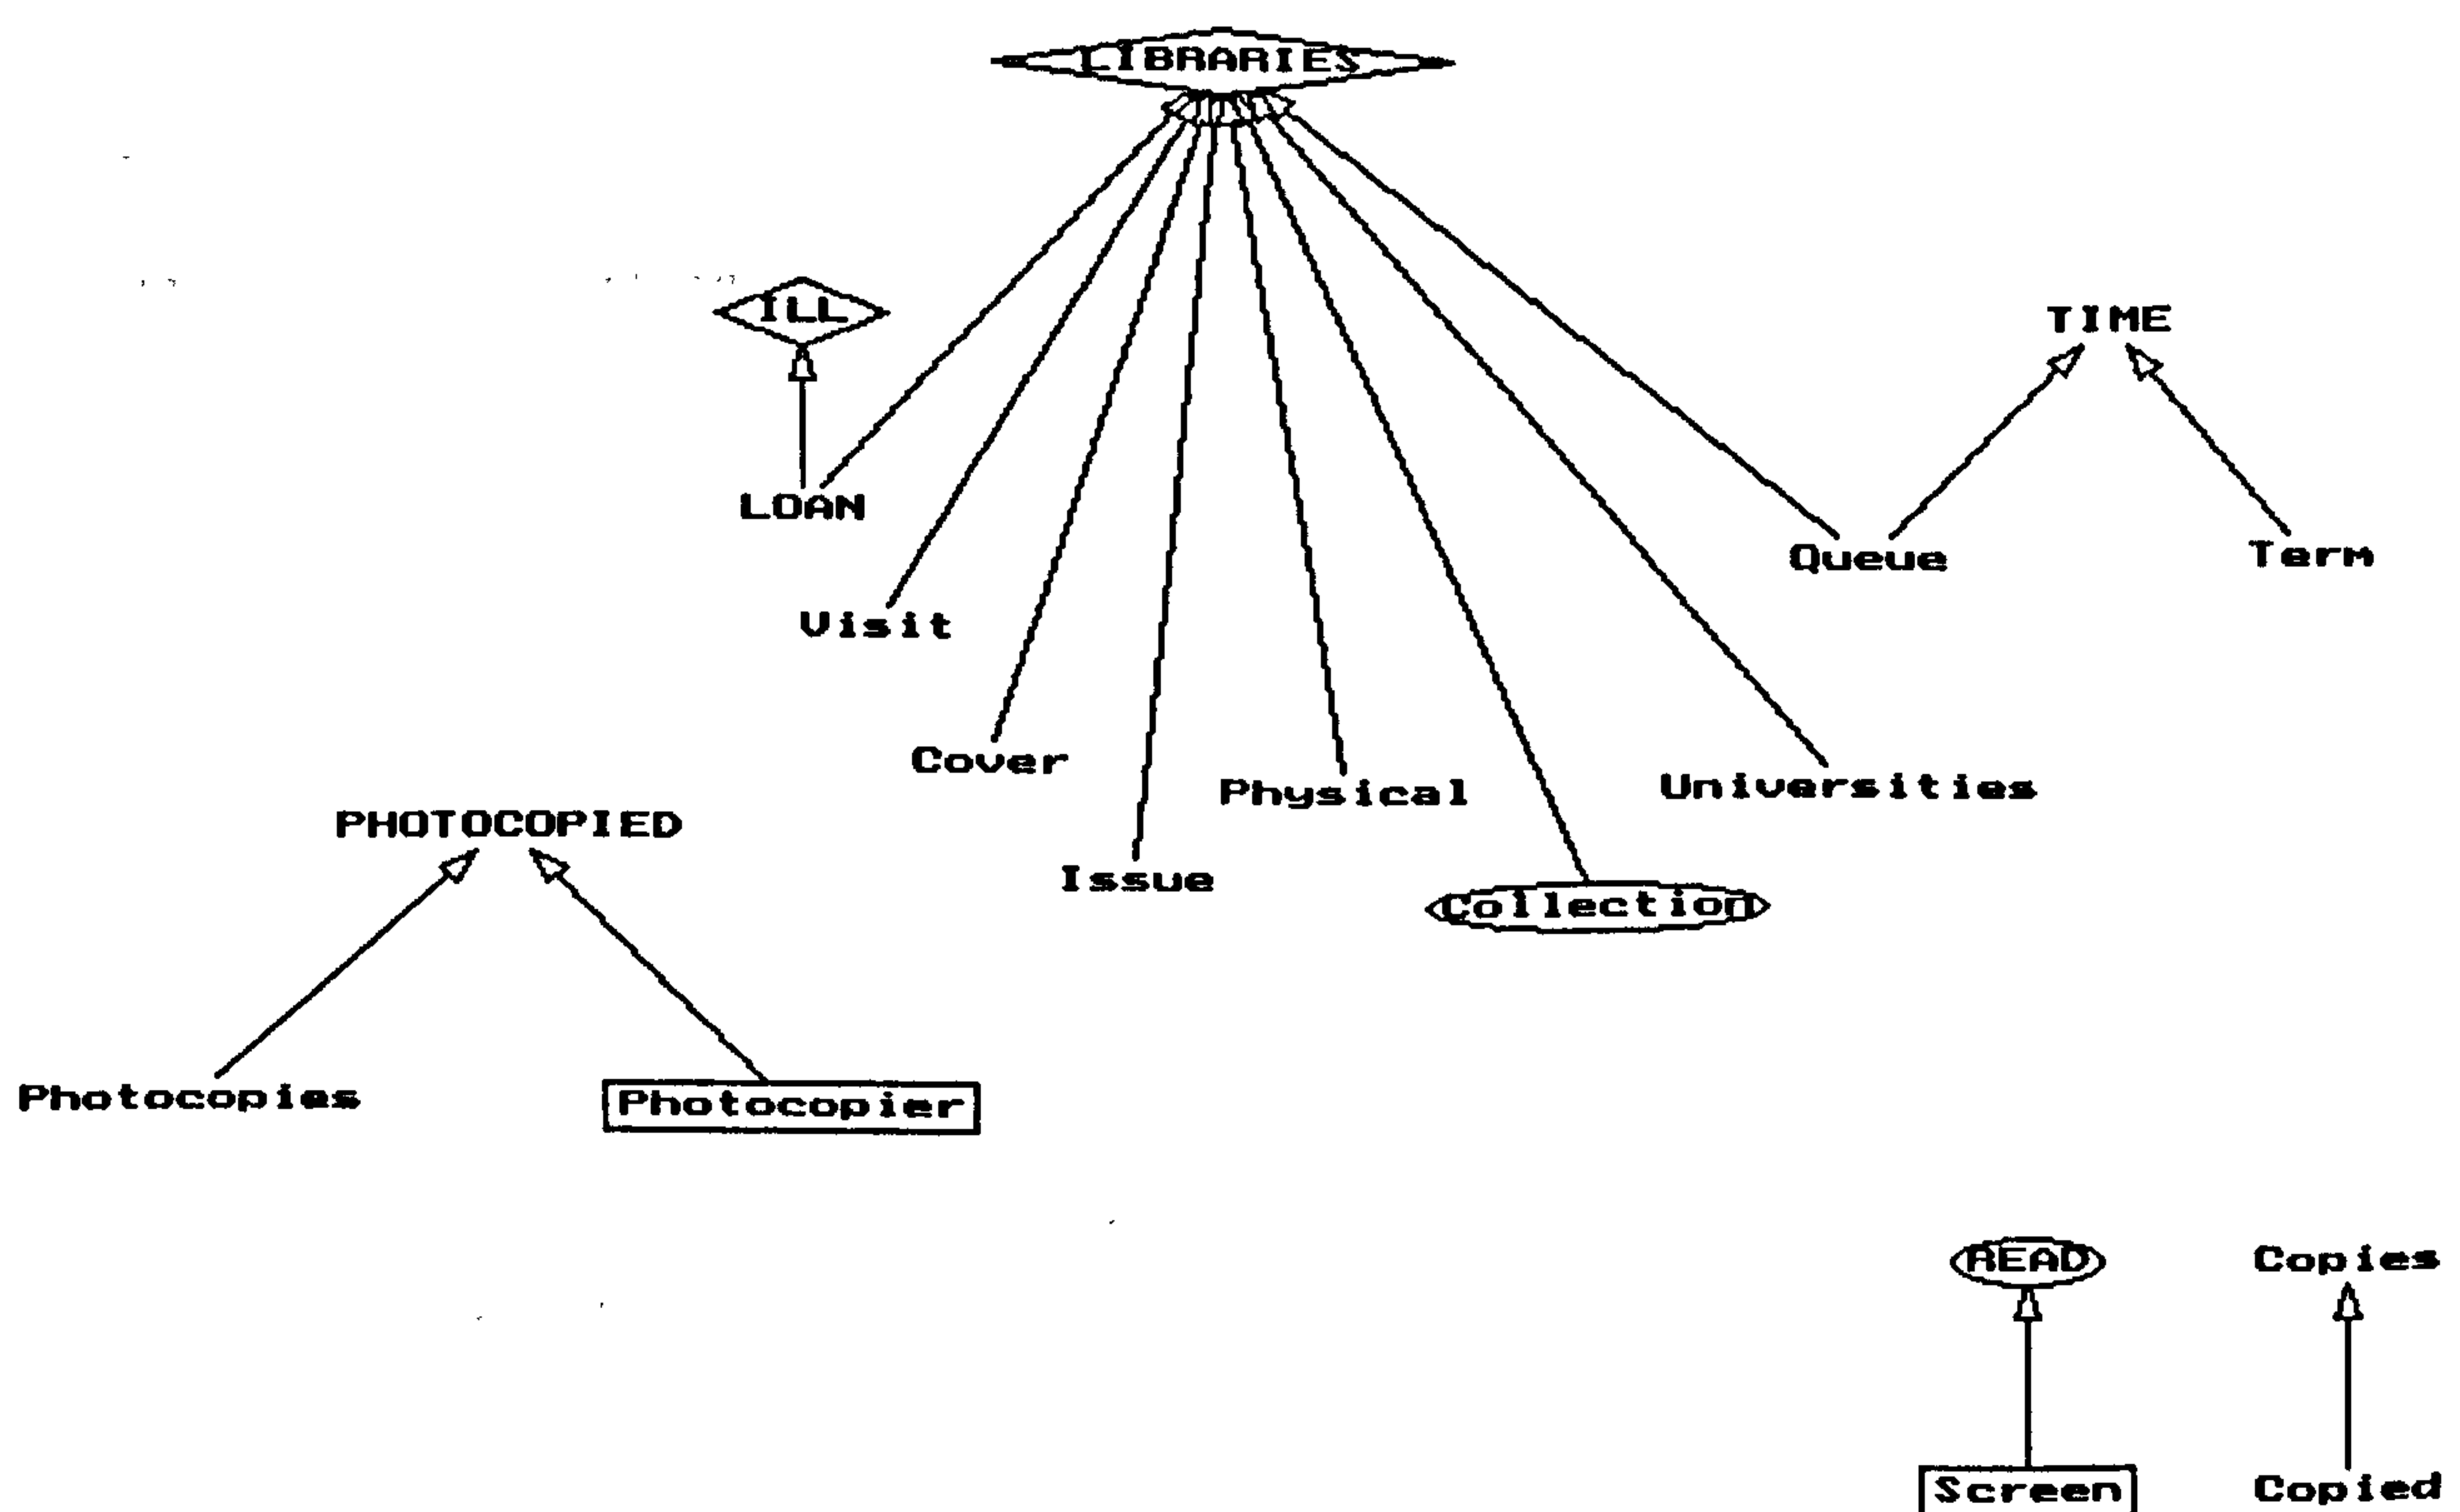 LIBRARIES
ILL
TIME
LOAN
Queue
Term
Visit
Cover
Physical
Universities
PHOTOCOPIED
Issue
Collection
Photocopies
Photocopier
READ
Copies
Screen
Copied